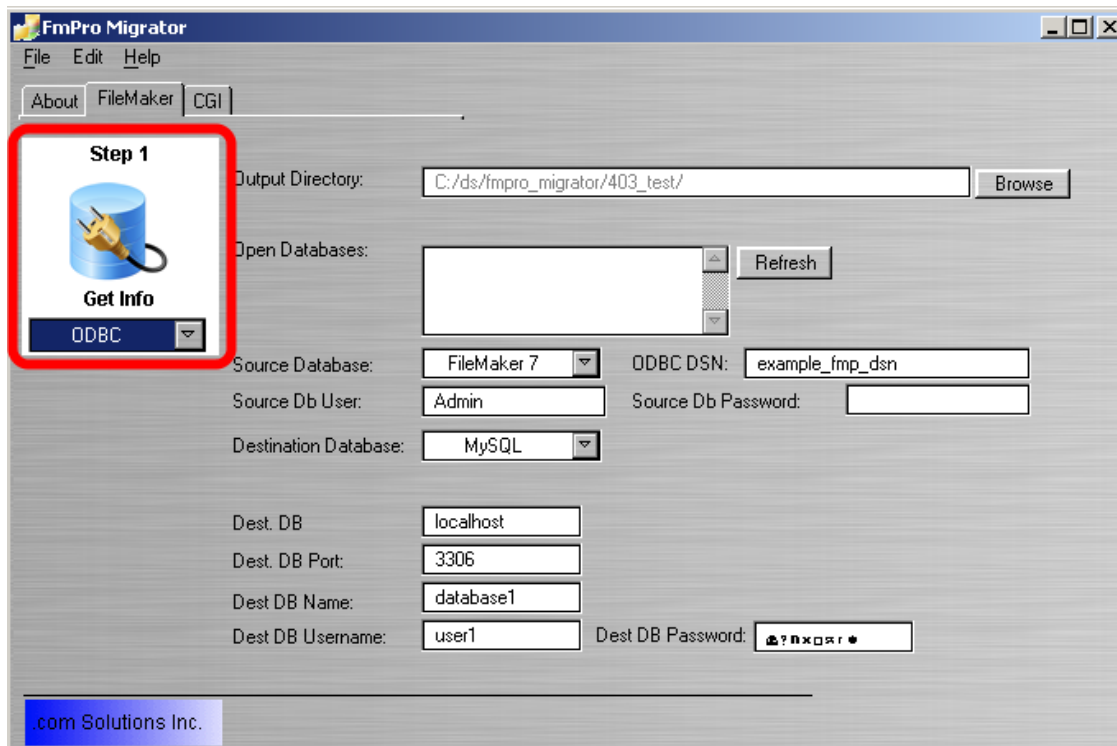 FmPro Migrator
File Edit Help
About FileMaker CGI
Step 1
Get Info
ODBC
Output Directory: C:/ds/fmpro_migrator/403_test/ Browse
Open Databases: Refresh
Source Database: FileMaker 7 ODBC DSN: example_fmp_dsn
Source Db User: Admin Source Db Password:
Destination Database: MySQL
Dest. DB localhost
Dest. DB Port: 3306
Dest DB Name: database1
Dest DB Username: user1 Dest DB Password:
.com Solutions Inc.